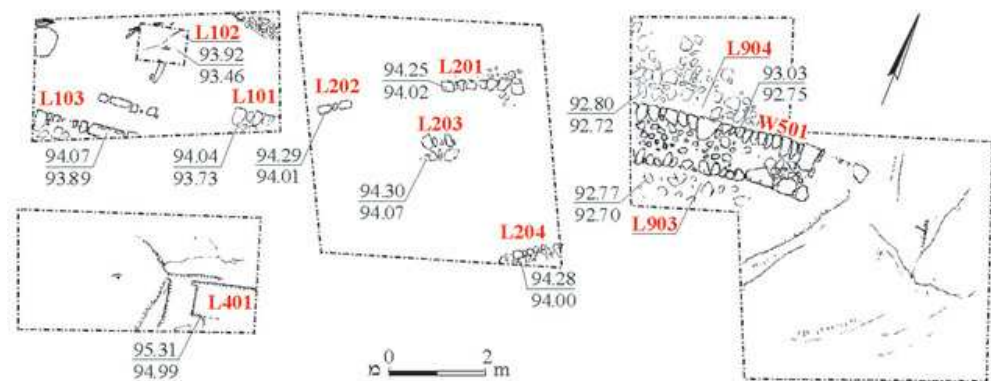 L102
93.92
93.46
L103
L101
94.07
93.89
94.04
93.73
L202
94.25
94.02
L201
L203
94.29
94.01
94.30
94.07
L204
94.28
94.00
L904
92.80
92.72
93.03
92.75
W501
92.77
92.70
L903
L401
95.31
94.99
0 2
מ m